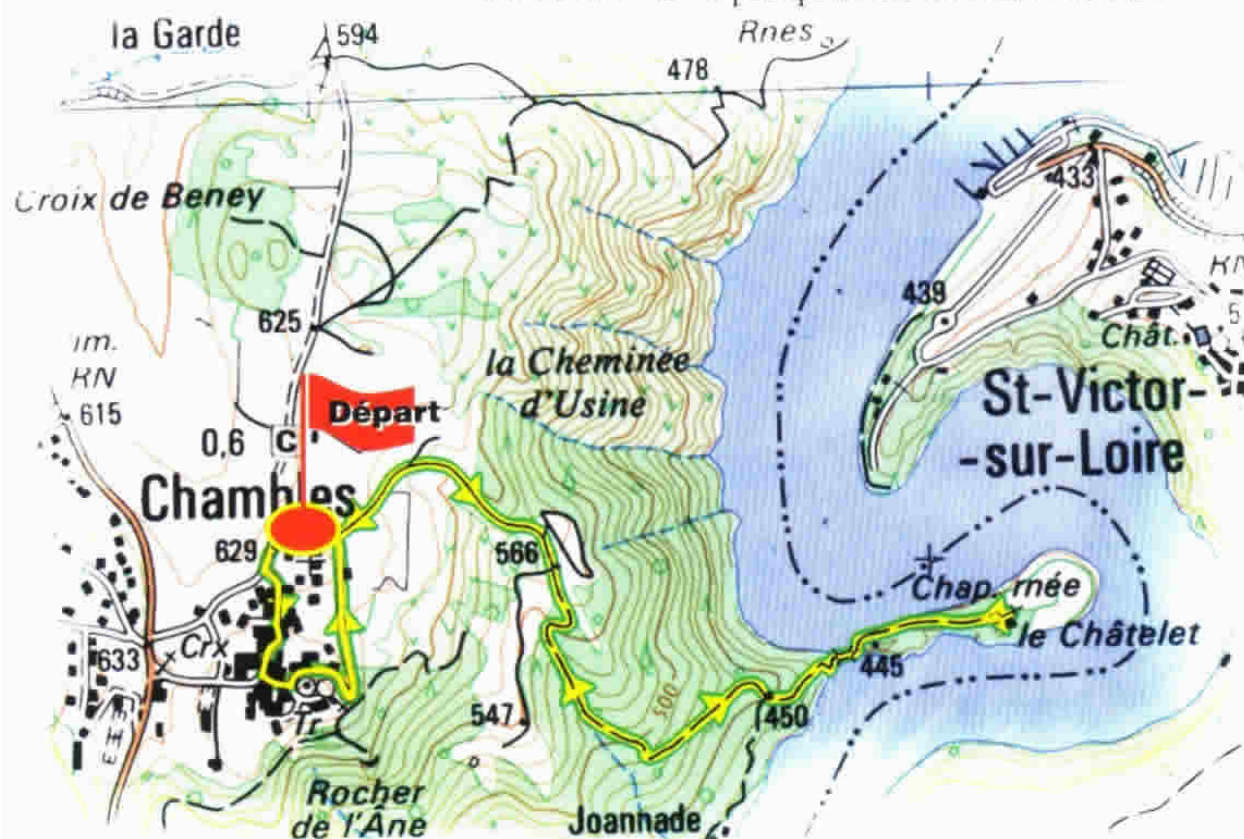 la Garde
594
Rnes
478
Croix de Beney
433
439
625
RN
Chât.
la Cheminée
d'Usine
RN
615
Départ
St-Victor-
-sur-Loire
0,6
C
Chambles
629
566
Chap. rnée
le Châtelet
Crx
633
445
500
547
450
Tr
Rocher
de l'Âne
Joannade